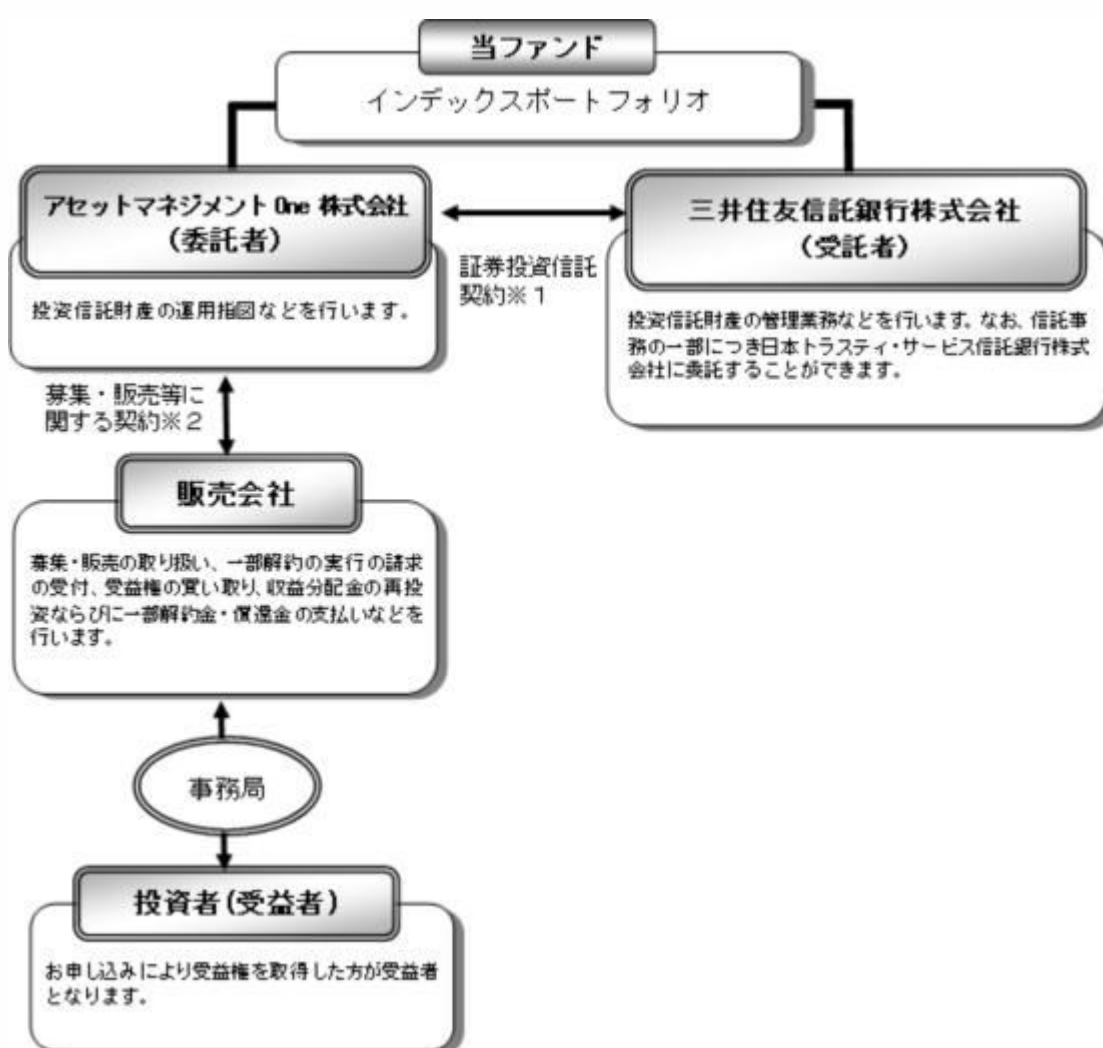 当ファンド
インデックスポートフォリオ
アセットマネジメント One 株式会社
（委託者）
投資信託財産の運用指図などを行います。
証券投資信託
契約※１
三井住友信託銀行株式会社
（受託者）
投資信託財産の管理業務などを行います。なお、信託事
務の一部につき日本トラスティ・サービス信託銀行株式
会社に委託することができます。
募集・販売等に
関する契約※２
販売会社
募集・販売の取り扱い、一部解約の実行の請求
の受付、受益権の買い取り、収益分配金の再投
資ならびに一部解約金・償還金の支払いなどを
行います。
事務局
投資者(受益者)
お申し込みにより受益権を取得した方が受益者
となります。